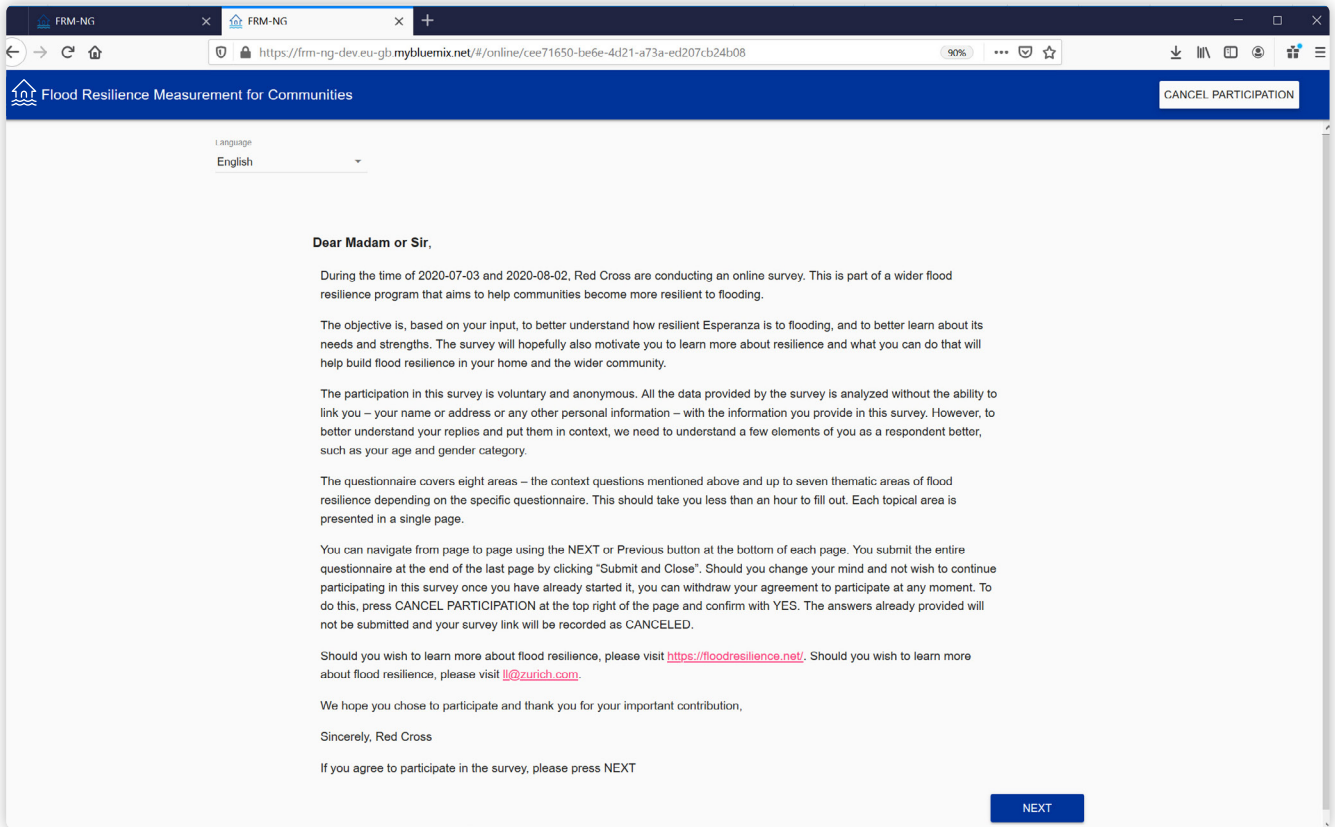 FRM-NG
FRM-NG
https://frm-ng-dev.eu-gb.mybluemix.net/#/online/cee71650-be6e-4d21-a73a-ed207cb24b08
90%
Flood Resilience Measurement for Communities
CANCEL PARTICIPATION
Language
English
Dear Madam or Sir,
During the time of 2020-07-03 and 2020-08-02, Red Cross are conducting an online survey. This is part of a wider flood
resilience program that aims to help communities become more resilient to flooding.
The objective is, based on your input, to better understand how resilient Esperanza is to flooding, and to better learn about its
needs and strengths. The survey will hopefully also motivate you to learn more about resilience and what you can do that will
help build flood resilience in your home and the wider community.
The participation in this survey is voluntary and anonymous. All the data provided by the survey is analyzed without the ability to
link you – your name or address or any other personal information – with the information you provide in this survey. However, to
better understand your replies and put them in context, we need to understand a few elements of you as a respondent better,
such as your age and gender category.
The questionnaire covers eight areas – the context questions mentioned above and up to seven thematic areas of flood
resilience depending on the specific questionnaire. This should take you less than an hour to fill out. Each topical area is
presented in a single page.
You can navigate from page to page using the NEXT or Previous button at the bottom of each page. You submit the entire
questionnaire at the end of the last page by clicking “Submit and Close”. Should you change your mind and not wish to continue
participating in this survey once you have already started it, you can withdraw your agreement to participate at any moment. To
do this, press CANCEL PARTICIPATION at the top right of the page and confirm with YES. The answers already provided will
not be submitted and your survey link will be recorded as CANCELED.
Should you wish to learn more about flood resilience, please visit https://floodresilience.net/. Should you wish to learn more
about flood resilience, please visit ll@zurich.com.
We hope you chose to participate and thank you for your important contribution,
Sincerely, Red Cross
If you agree to participate in the survey, please press NEXT
NEXT